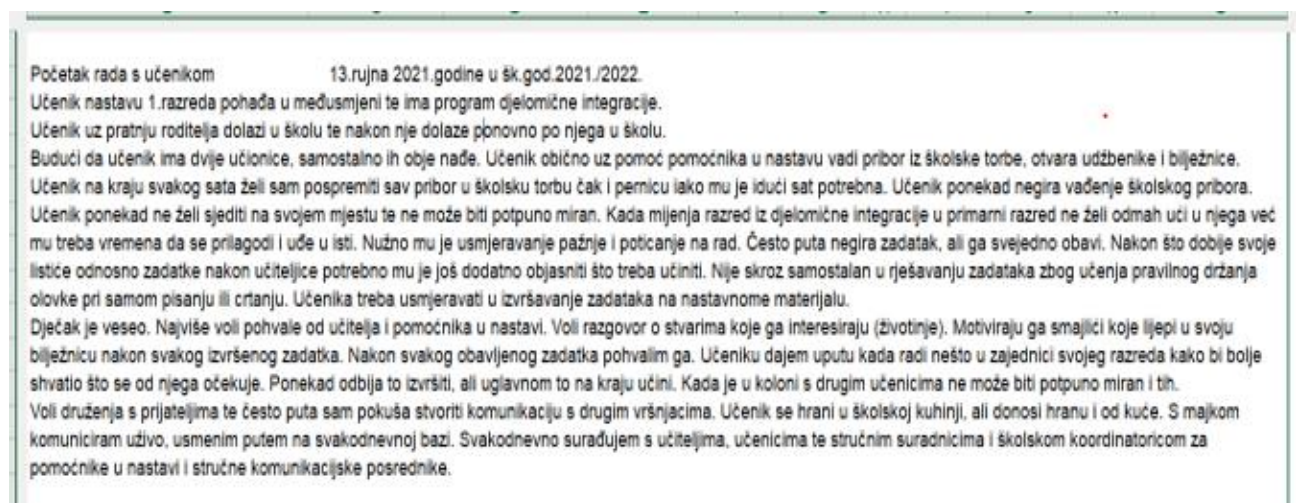 Početak rada s učenikom 13.rujna 2021.godine u šk.god.2021./2022.
Učenik nastavu 1.razreda pohađa u međusmjeni te ima program djelomične integracije.
Učenik uz pratnju roditelja dolazi u školu te nakon nje dolaze ponovno po njega u školu.
Budući da učenik ima dvije učionice, samostalno ih obje nađe. Učenik obično uz pomoć pomoćnika u nastavu vadi pribor iz školske torbe, otvara udžbenike i bilježnice.
Učenik na kraju svakog sata želi sam pospremiti sav pribor u školsku torbu čak i pernicu iako mu je idući sat potrebna. Učenik ponekad negira vađenje školskog pribora.
Učenik ponekad ne želi sjediti na svojem mjestu te ne može biti potpuno miran. Kada mijenja razred iz djelomične integracije u primarni razred ne želi odmah ući u njega već
mu treba vremena da se prilagodi i uđe u isti. Nužno mu je usmjeravanje pažnje i poticanje na rad. Često puta negira zadatak, ali ga svejedno obavi. Nakon što dobije svoje
listiće odnosno zadatke nakon učiteljice potrebno mu je još dodatno objasniti što treba učiniti. Nije skroz samostalan u rješavanju zadataka zbog učenja pravilnog držanja
olovke pri samom pisanju ili crtanju. Učenika treba usmjeravati u izvršavanje zadataka na nastavnome materijalu.
Dječak je veseo. Najviše voli pohvale od učitelja i pomoćnika u nastavi. Voli razgovor o stvarima koje ga interesiraju (životinje). Motiviraju ga smajlići koje lijepi u svoju
bilježnicu nakon svakog izvršenog zadatka. Nakon svakog obavljenog zadatka pohvalim ga. Učeniku dajem uputu kada radi nešto u zajednici svojeg razreda kako bi bolje
shvatio što se od njega očekuje. Ponekad odbija to izvršiti, ali uglavnom to na kraju učini. Kada je u koloni s drugim učenicima ne može biti potpuno miran i tih.
Voli druženja s prijateljima te često puta sam pokuša stvoriti komunikaciju s drugim vršnjacima. Učenik se hrani u školskoj kuhinji, ali donosi hranu i od kuće. S majkom
komuniciram uživo, usmenim putem na svakodnevnoj bazi. Svakodnevno surađujem s učiteljima, učenicima te stručnim suradnicima i školskom koordinatoricom za
pomoćnike u nastavi i stručne komunikacijske posrednike.